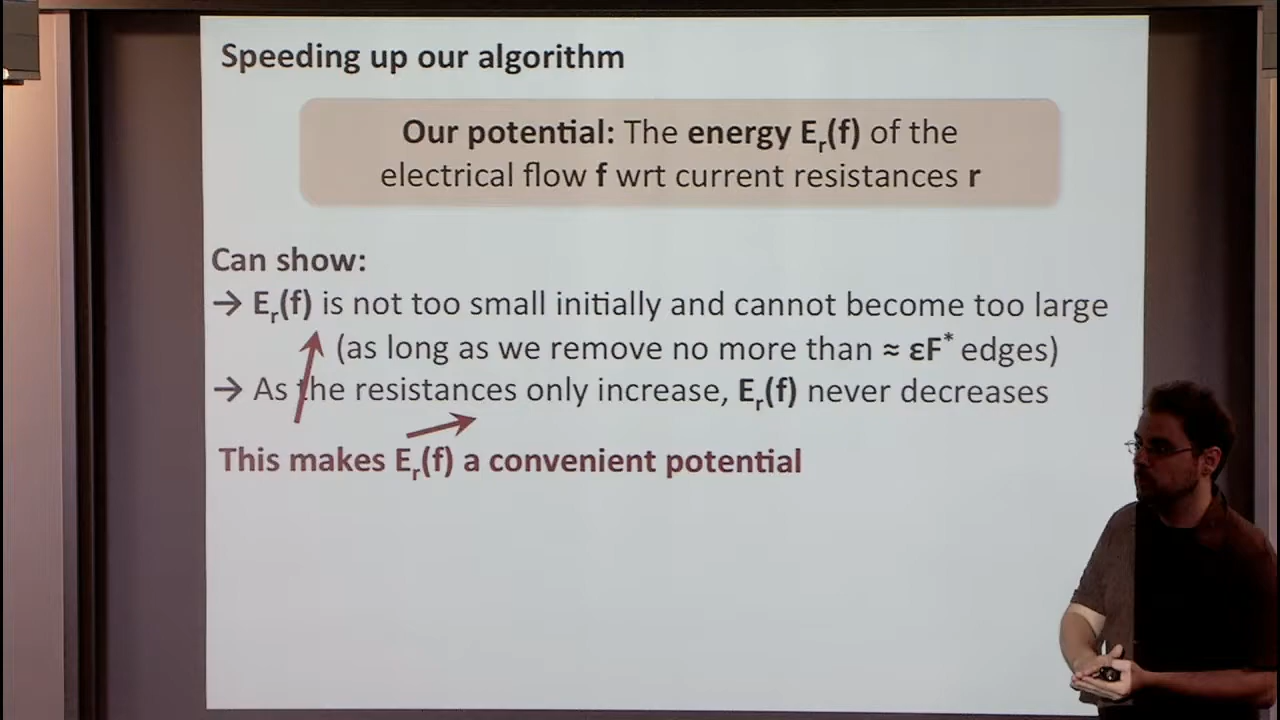 Speeding up our algorithm
Our potential: The energy Er(f) of the
electrical flow f wrt current resistances r
Can show:
→ Er(f) is not too small initially and cannot become too large
(as long as we remove no more than ≈ εF* edges)
→ As the resistances only increase, Er(f) never decreases
This makes Er(f) a convenient potential